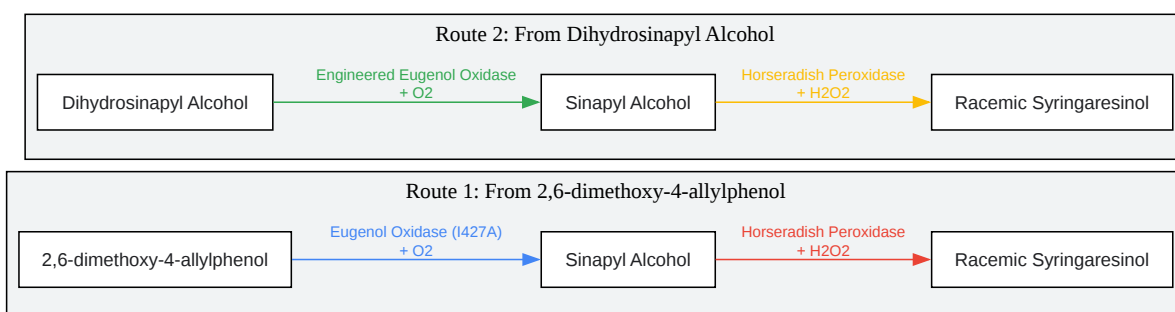 Route 2: From Dihydrosinapyl Alcohol
Engineered Eugenol Oxidase
+ O2
Horseradish Peroxidase
+ H2O2
Dihydrosinapyl Alcohol
Sinapyl Alcohol
Racemic Syringaresinol
Route 1: From 2,6-dimethoxy-4-allylphenol
Eugenol Oxidase (I427A)
+ O2
Horseradish Peroxidase
+ H2O2
2,6-dimethoxy-4-allylphenol
Sinapyl Alcohol
Racemic Syringaresinol